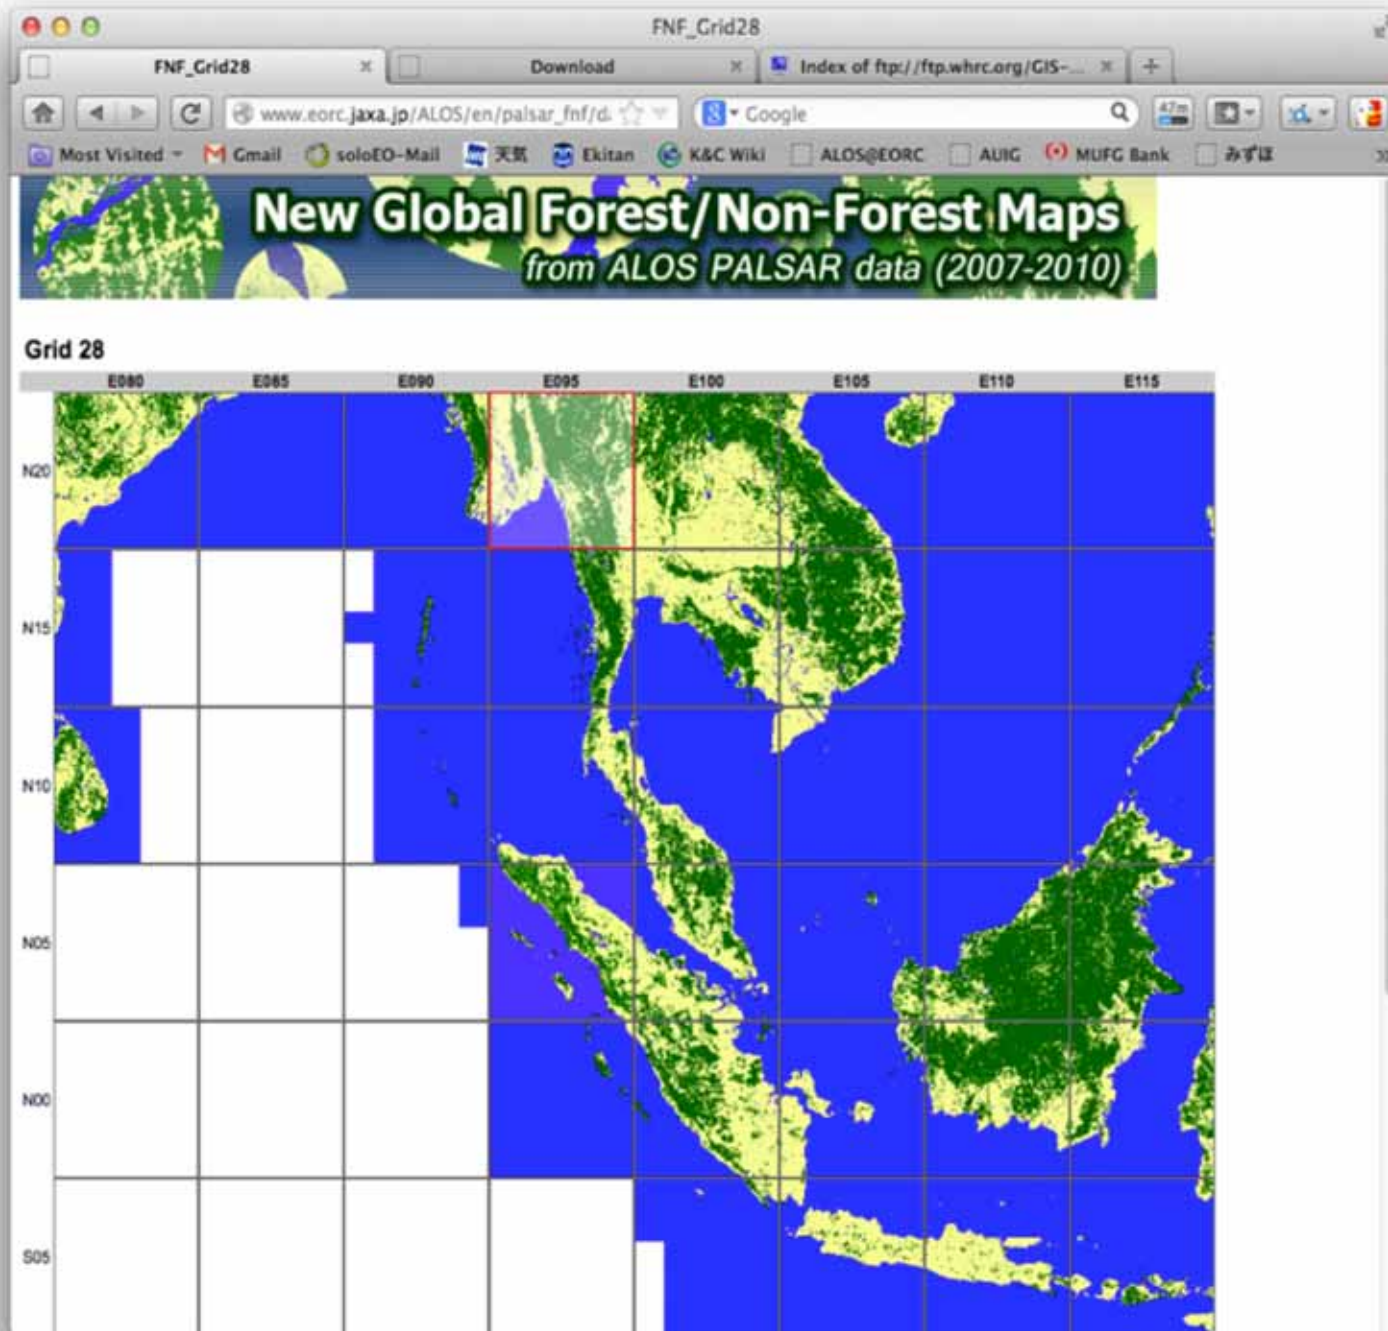 FNF_Grid28
FNF_Grid28 Download Index of ftp://ftp.whrc.org/GIS-...
www.eorc.jaxa.jp/ALOS/en/palsar_fnf/d. Google 47m
Most Visited Gmail soloEO-Mail 天気 Ekitan K&C Wiki ALOS@EORC AUIG MUFG Bank みずほ
New Global Forest/Non-Forest Maps
from ALOS PALSAR data (2007-2010)
Grid 28
E080 E085 E090 E095 E100 E105 E110 E115
N20
N15
N10
N05
N00
S05